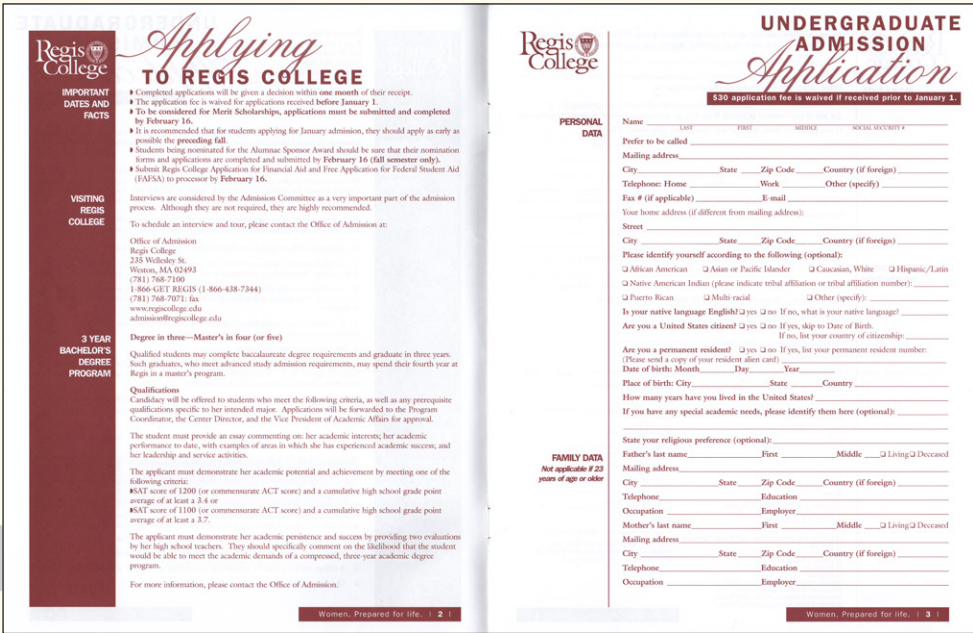 Regis
College
Applying
TO REGIS COLLEGE
IMPORTANT
DATES AND
FACTS
◗ Completed applications will be given a decision within one month of their receipt.
◗ The application fee is waived for applications received before January 1.
◗ To be considered for Merit Scholarships, applications must be submitted and completed
by February 16.
◗ It is recommended that for students applying for January admission, they should apply as early as
possible the preceding fall.
◗ Students being nominated for the Alumnae Sponsor Award should be sure that their nomination
forms and applications are completed and submitted by February 16 (fall semester only).
◗ Submit Regis College Application for Financial Aid and Free Application for Federal Student Aid
(FAFSA) to processor by February 16.
VISITING
REGIS
COLLEGE
Interviews are considered by the Admission Committee as a very important part of the admission
process. Although they are not required, they are highly recommended.
To schedule an interview and tour, please contact the Office of Admission at:
Office of Admission
Regis College
235 Wellesley St.
Weston, MA 02493
(781) 768-7100
1-866-GET REGIS (1-866-438-7344)
(781) 768-7071: fax
www.regiscollege.edu
admission@regiscollege.edu
3 YEAR
BACHELOR'S
DEGREE
PROGRAM
Degree in three—Master's in four (or five)
Qualified students may complete baccalaureate degree requirements and graduate in three years.
Such graduates, who meet advanced study admission requirements, may spend their fourth year at
Regis in a master's program.
Qualifications
Candidacy will be offered to students who meet the following criteria, as well as any prerequisite
qualifications specific to her intended major. Applications will be forwarded to the Program
Coordinator, the Center Director, and the Vice President of Academic Affairs for approval.
The student must provide an essay commenting on: her academic interests; her academic
performance to date, with examples of areas in which she has experienced academic success; and
her leadership and service activities.
The applicant must demonstrate her academic potential and achievement by meeting one of the
following criteria:
◗SAT score of 1200 (or commensurate ACT score) and a cumulative high school grade point
average of at least a 3.4 or
◗SAT score of 1100 (or commensurate ACT score) and a cumulative high school grade point
average of at least a 3.7.
The applicant must demonstrate her academic persistence and success by providing two evaluations
by her high school teachers. They should specifically comment on the likelihood that the student
would be able to meet the academic demands of a compressed, three-year academic degree
program.
For more information, please contact the Office of Admission.
Women. Prepared for life. | 2 |
Regis
College
UNDERGRADUATE
ADMISSION
Application
$30 application fee is waived if received prior to January 1.
PERSONAL
DATA
Name
LAST FIRST MIDDLE SOCIAL SECURITY #
Prefer to be called
Mailing address
City State Zip Code Country (if foreign)
Telephone: Home Work Other (specify)
Fax # (if applicable) E-mail
Your home address (if different from mailing address):
Street
City State Zip Code Country (if foreign)
Please identify yourself according to the following (optional):
❏ African American ❏ Asian or Pacific Islander ❏ Caucasian, White ❏ Hispanic/Latin
❏ Native American Indian (please indicate tribal affiliation or tribal affiliation number):
❏ Puerto Rican ❏ Multi-racial ❏ Other (specify):
Is your native language English? ❏ yes ❏ no If no, what is your native language?
Are you a United States citizen? ❏ yes ❏ no If yes, skip to Date of Birth.
If no, list your country of citizenship:
Are you a permanent resident? ❏ yes ❏ no If yes, list your permanent resident number:
(Please send a copy of your resident alien card)
Date of birth: Month Day Year
Place of birth: City State Country
How many years have you lived in the United States?
If you have any special academic needs, please identify them here (optional):
State your religious preference (optional):
FAMILY DATA
Not applicable if 23
years of age or older
Father's last name First Middle ❏ Living ❏ Deceased
Mailing address
City State Zip Code Country (if foreign)
Telephone Education
Occupation Employer
Mother's last name First Middle ❏ Living ❏ Deceased
Mailing address
City State Zip Code Country (if foreign)
Telephone Education
Occupation Employer
Women. Prepared for life. | 3 |